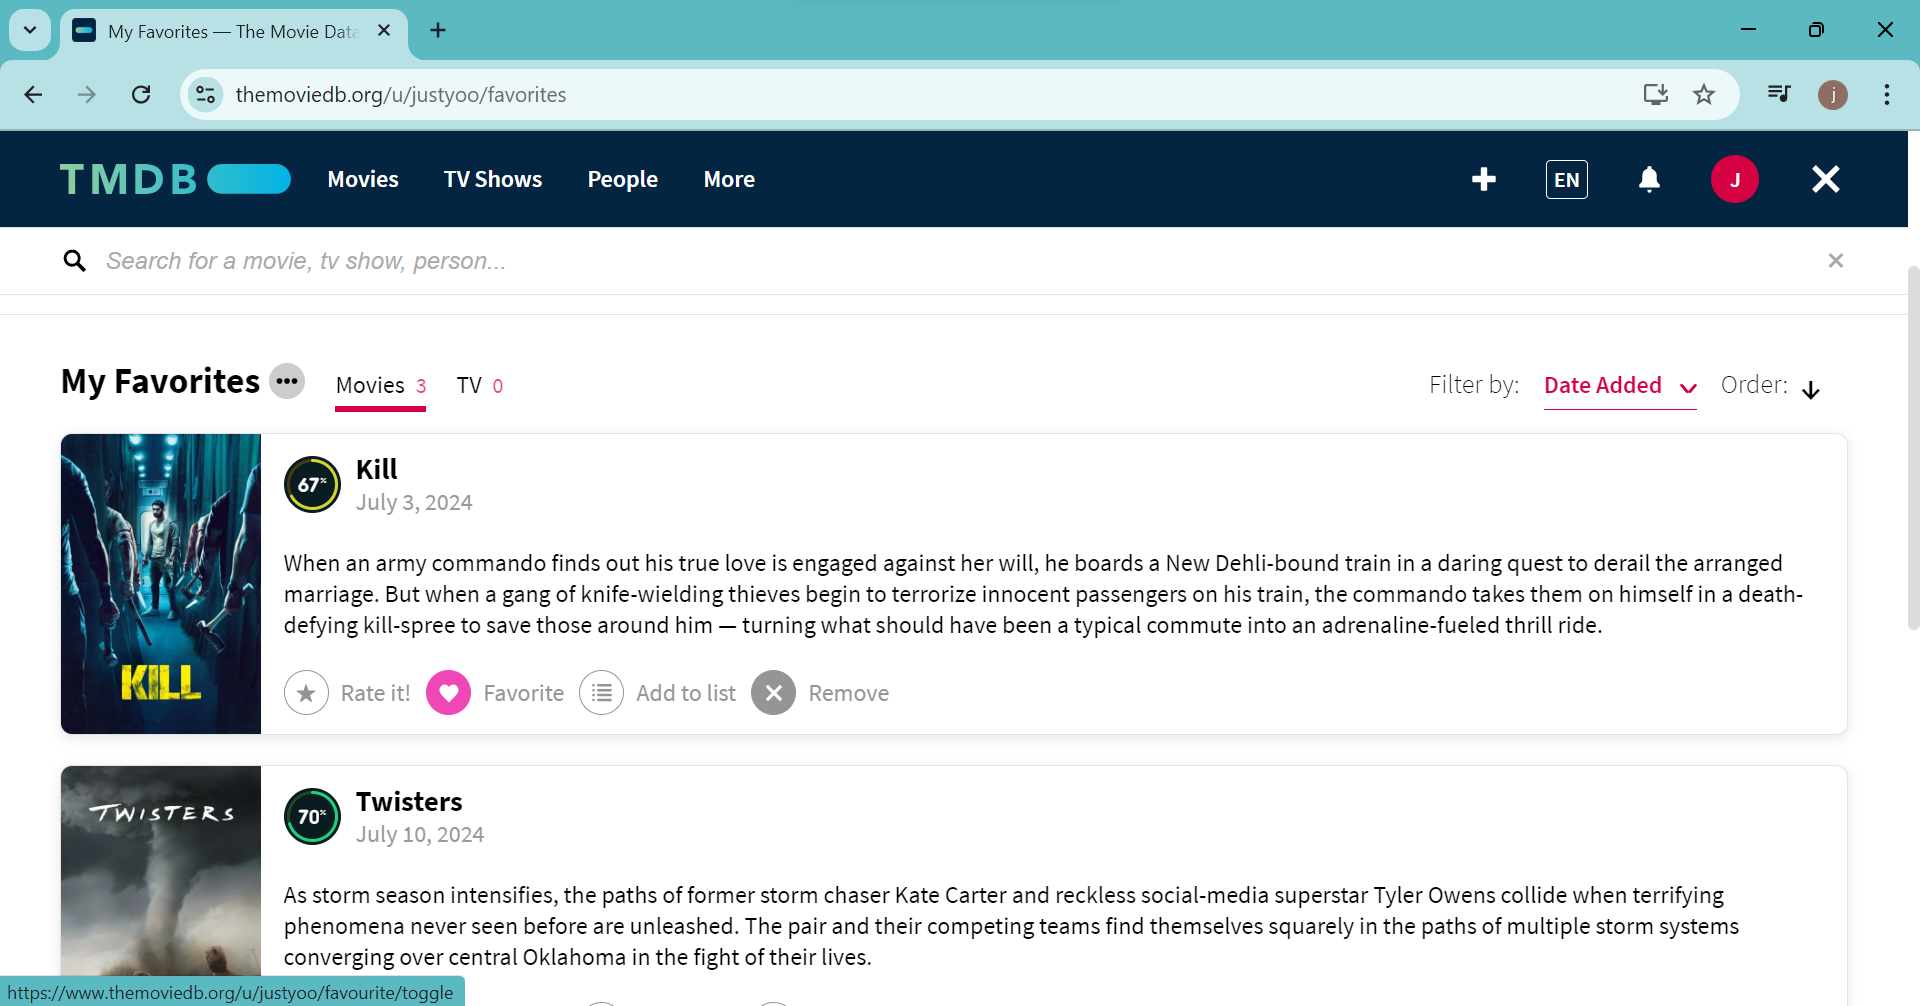 My Favorites — The Movie Data
themoviedb.org/u/justyoo/favorites
j
TMDB
Movies
TV Shows
People
More
EN
J
Search for a movie, tv show, person...
My Favorites
Movies 3
TV 0
Filter by: Date Added
Order:
KILL
67%
Kill
July 3, 2024
When an army commando finds out his true love is engaged against her will, he boards a New Dehli-bound train in a daring quest to derail the arranged
marriage. But when a gang of knife-wielding thieves begin to terrorize innocent passengers on his train, the commando takes them on himself in a death-
defying kill-spree to save those around him — turning what should have been a typical commute into an adrenaline-fueled thrill ride.
Rate it!
Favorite
Add to list
Remove
TWISTERS
70%
Twisters
July 10, 2024
As storm season intensifies, the paths of former storm chaser Kate Carter and reckless social-media superstar Tyler Owens collide when terrifying
phenomena never seen before are unleashed. The pair and their competing teams find themselves squarely in the paths of multiple storm systems
converging over central Oklahoma in the fight of their lives.
https://www.themoviedb.org/u/justyoo/favourite/toggle